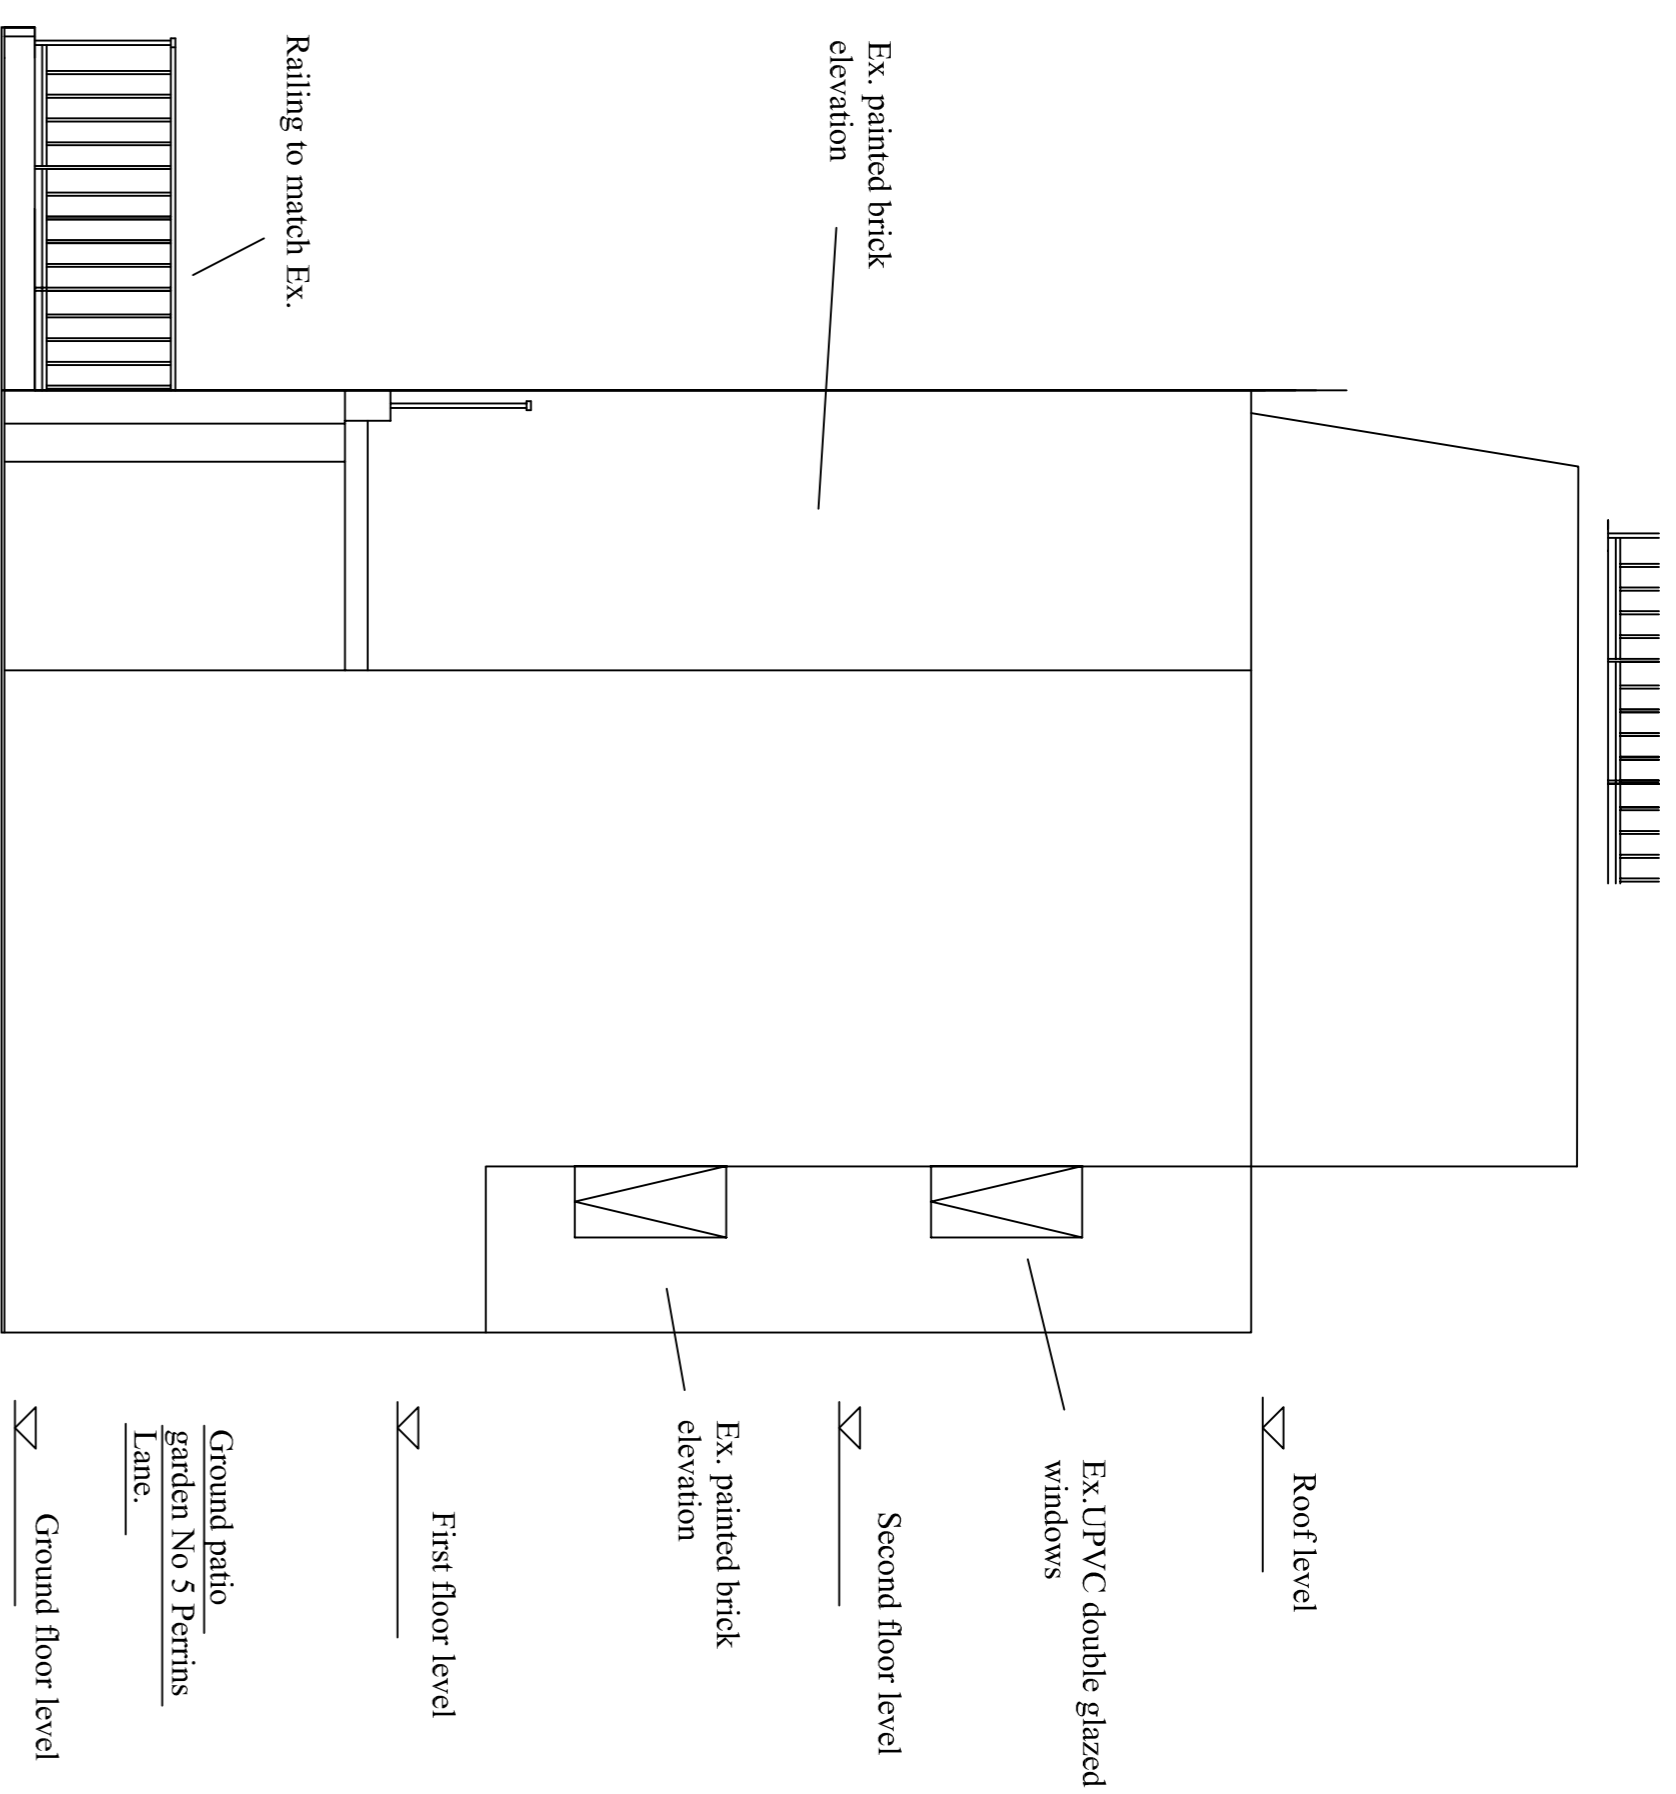 Railing to match Ex.
Ex. painted brick
elevation
Roof level
Ex.UPVC double glazed
windows
Second floor level
Ex. painted brick
elevation
First floor level
Ground patio
garden No 5 Perrins
Lane.
Ground floor level